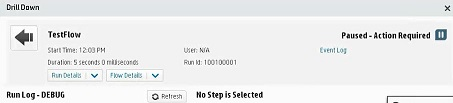 Drill Down
TestFlow
Paused - Action Required
Start Time: 12:03 PM
User: N/A
Event Log
Duration: 5 seconds 0 milliseconds
Run Id: 100100001
Run Details
Flow Details
Run Log - DEBUG
Refresh
No Step is Selected